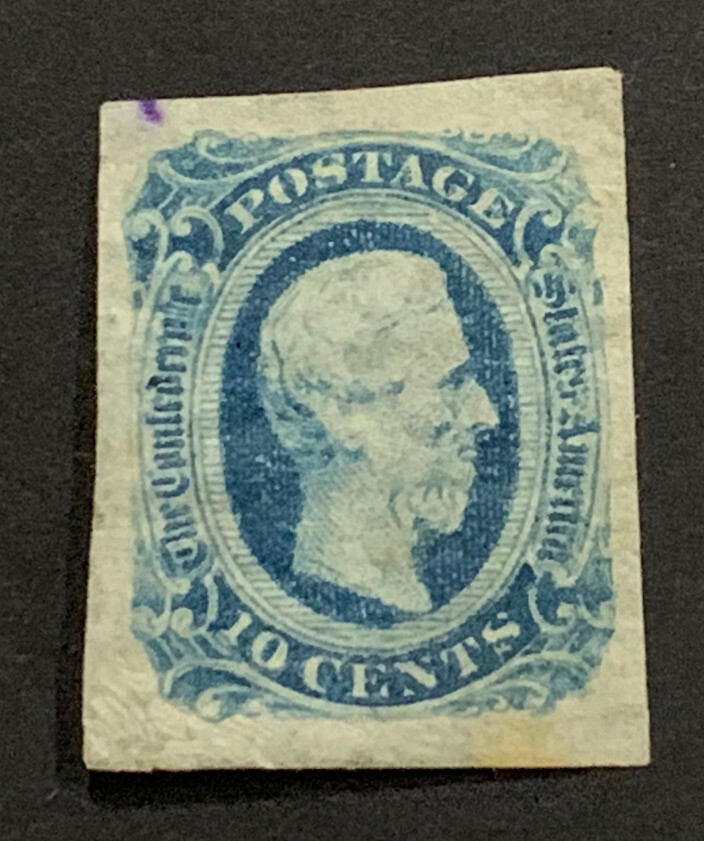 POSTAGE
The Confederate
States America
10 CENTS